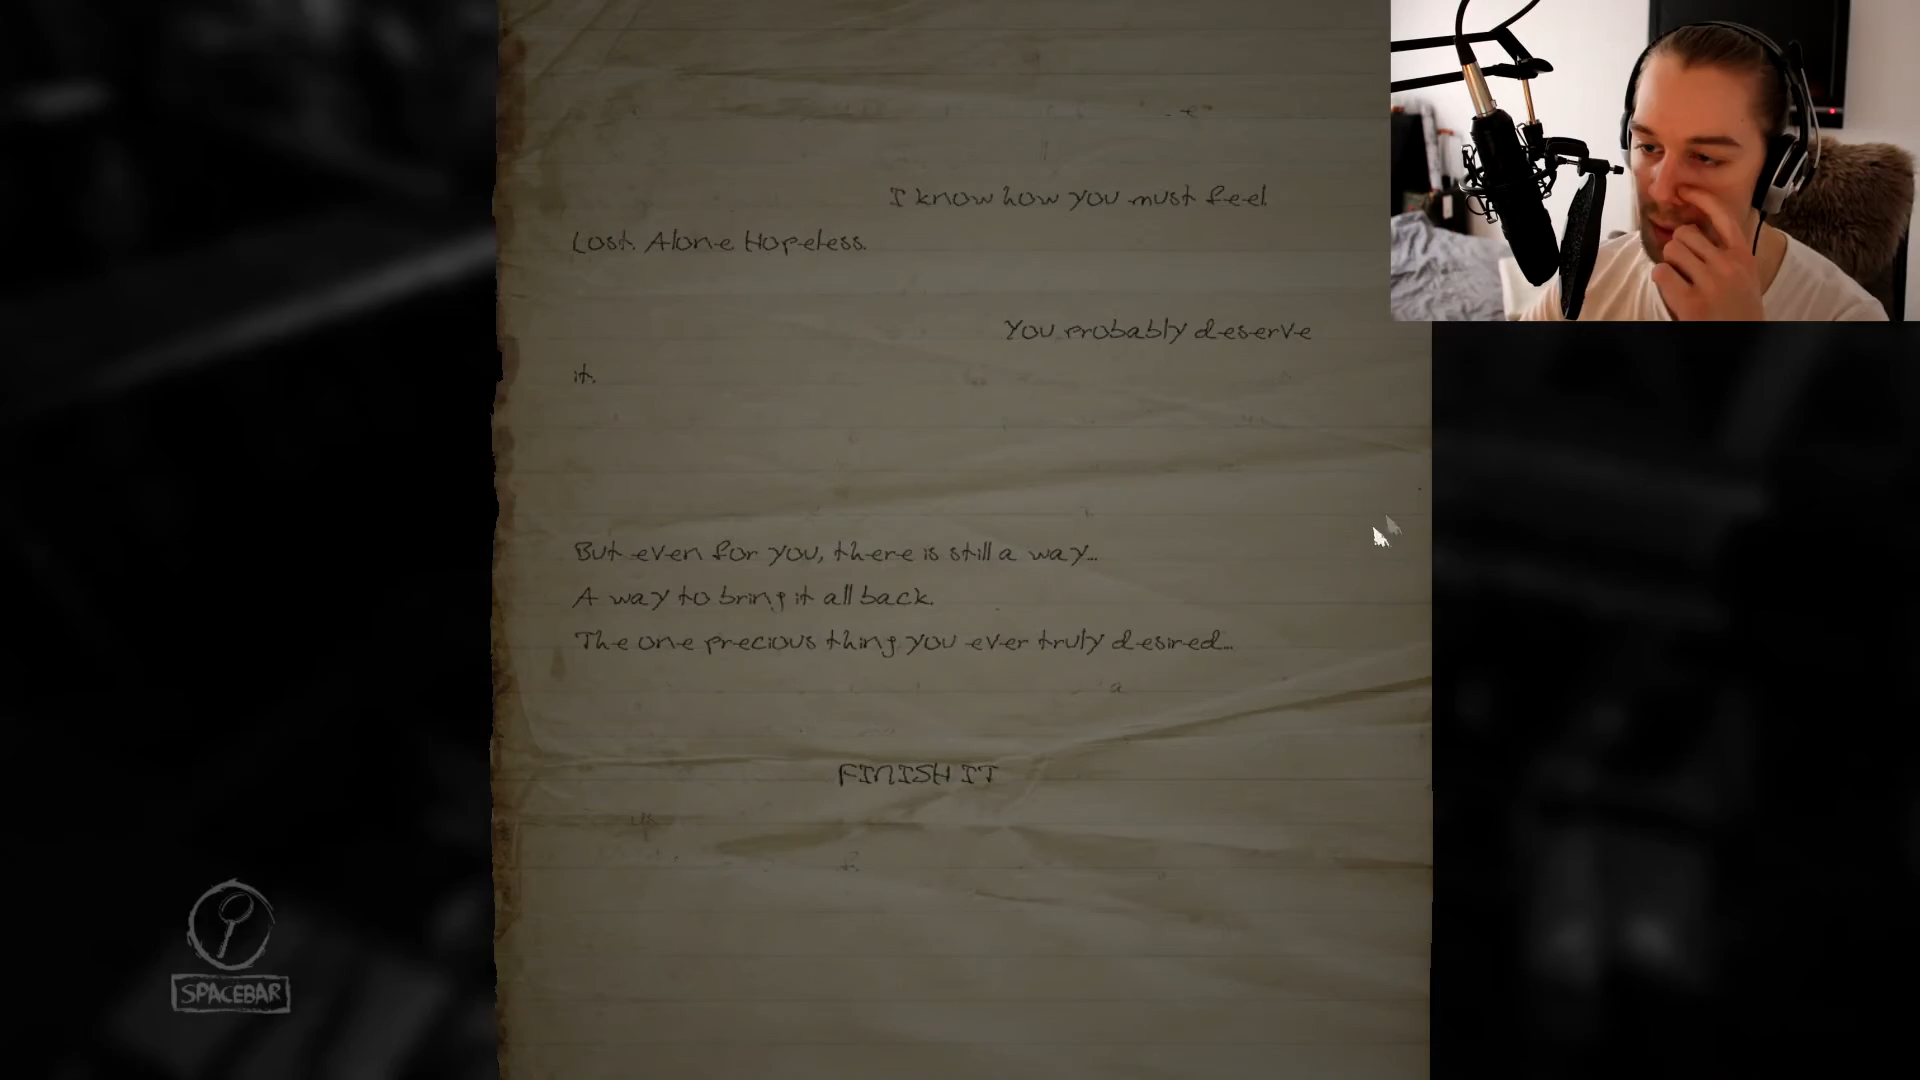 I know how you must feel.
Lost. Alone Hopeless.
You probably deserve
it.
But even for you, there is still a way...
A way to bring it all back.
The one precious thing you ever truly desired...
FINISH IT
SPACEBAR